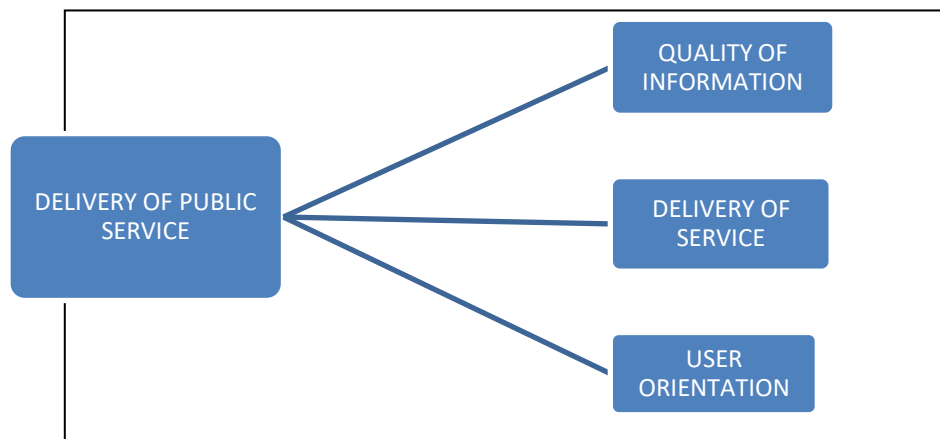 QUALITY OF
INFORMATION
DELIVERY OF PUBLIC
SERVICE
DELIVERY OF
SERVICE
USER
ORIENTATION